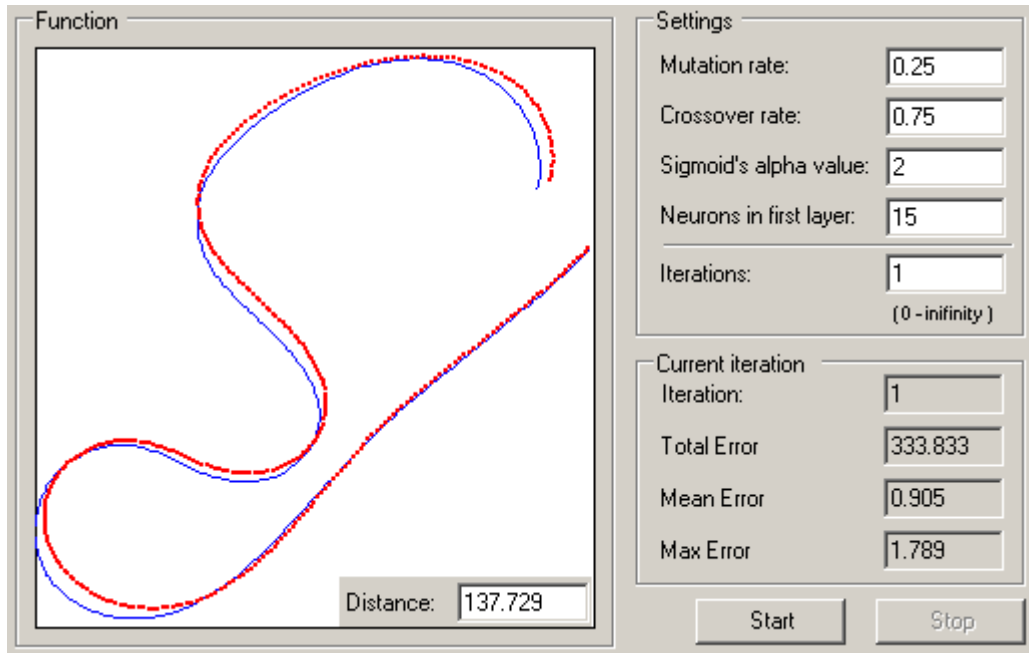 Function
Distance: 137.729
Settings
Mutation rate: 0.25
Crossover rate: 0.75
Sigmoid's alpha value: 2
Neurons in first layer: 15
Iterations: 1
( 0 - inifinity )
Current iteration
Iteration: 1
Total Error 333.833
Mean Error 0.905
Max Error 1.789
Start Stop